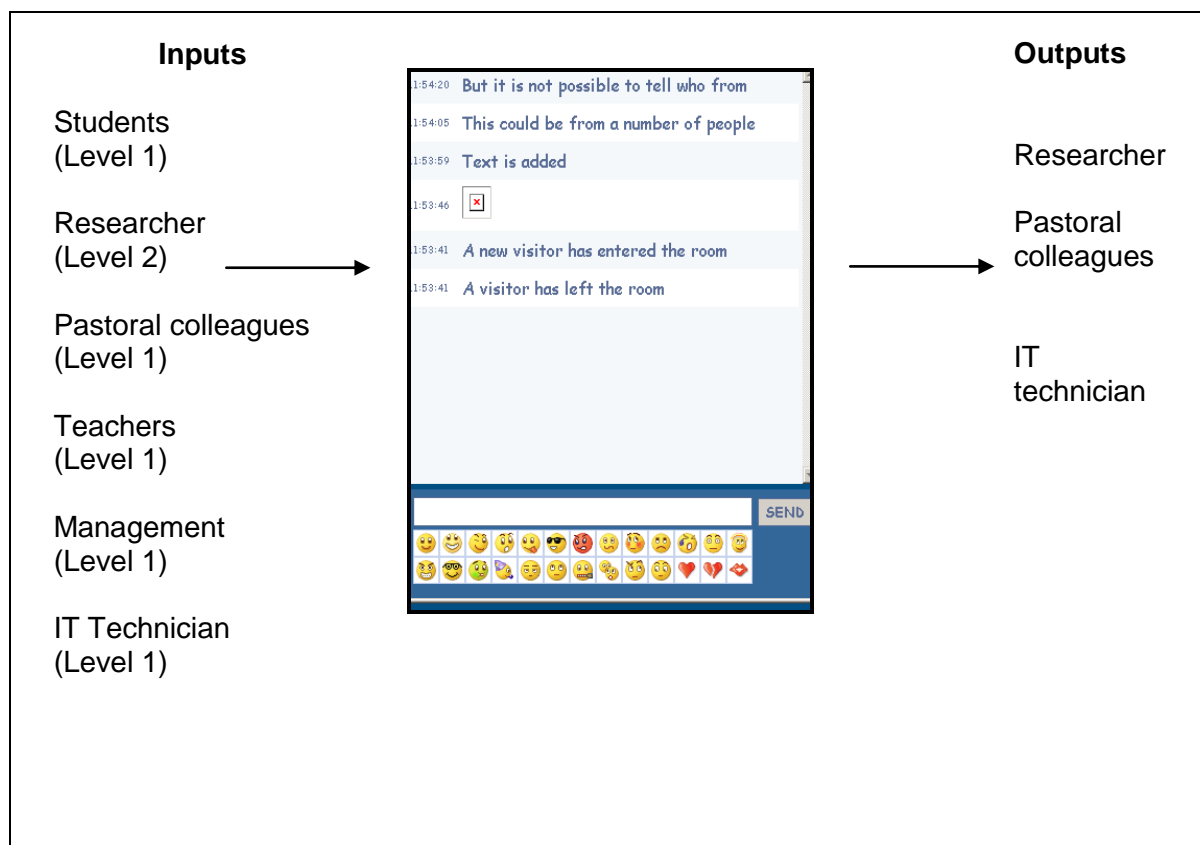 Inputs
Students
(Level 1)
Researcher
(Level 2)
Pastoral colleagues
(Level 1)
Teachers
(Level 1)
Management
(Level 1)
IT Technician
(Level 1)
1:54:20 But it is not possible to tell who from
1:54:05 This could be from a number of people
1:53:59 Text is added
1:53:46
1:53:41 A new visitor has entered the room
1:53:41 A visitor has left the room
SEND
Outputs
Researcher
Pastoral
colleagues
IT
technician